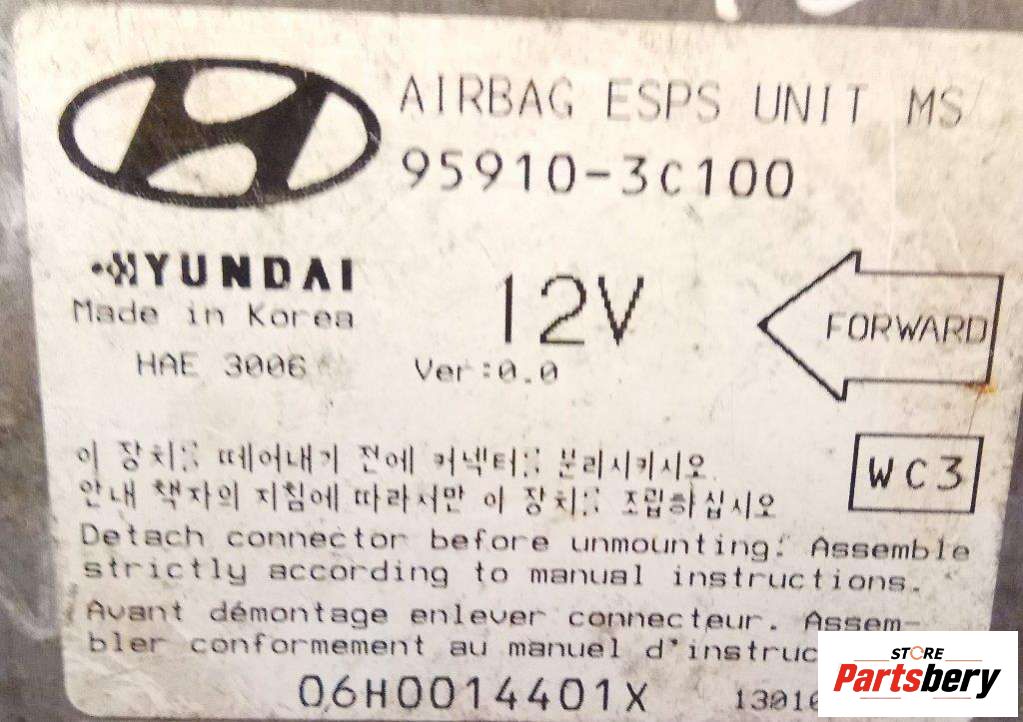 AIRBAG ESPS UNIT MS
95910-3C100
HYUNDAI
Made in Korea
12V
FORWARD
HAE 3006
Ver:0.0
이 장치를 떼어내기 전에 커넥터를 분리시키시오
안내 책자의 지침에 따라서만 이 장치를 조립하십시오
WC3
Detach connector before unmounting. Assemble
strictly according to manual instructions.
Avant démontage enlever connecteur. Assem-
bler conformement au manuel d'instruc
06H0014401X
13010
STORE
Partsbery